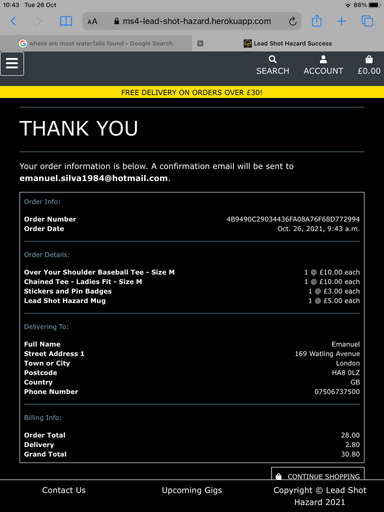 10:43 Tue 26 Oct
88%
AA
ms4-lead-shot-hazard.herokuapp.com
where are most waterfalls found - Google Search
Lead Shot Hazard Success
SEARCH ACCOUNT £0.00
FREE DELIVERY ON ORDERS OVER £30!
THANK YOU
Your order information is below. A confirmation email will be sent to
emanuel.silva1984@hotmail.com.
Order Info:
Order Number 4B9490C29034436FA08A76F68D772994
Order Date Oct. 26, 2021, 9:43 a.m.
Order Details:
Over Your Shoulder Baseball Tee - Size M 1 @ £10.00 each
Chained Tee - Ladies Fit - Size M 1 @ £10.00 each
Stickers and Pin Badges 1 @ £3.00 each
Lead Shot Hazard Mug 1 @ £5.00 each
Delivering To:
Full Name Emanuel
Street Address 1 169 Watling Avenue
Town or City London
Postcode HA8 0LZ
Country GB
Phone Number 07506737500
Billing Info:
Order Total 28.00
Delivery 2.80
Grand Total 30.80
CONTINUE SHOPPING
Contact Us Upcoming Gigs Copyright © Lead Shot
Hazard 2021